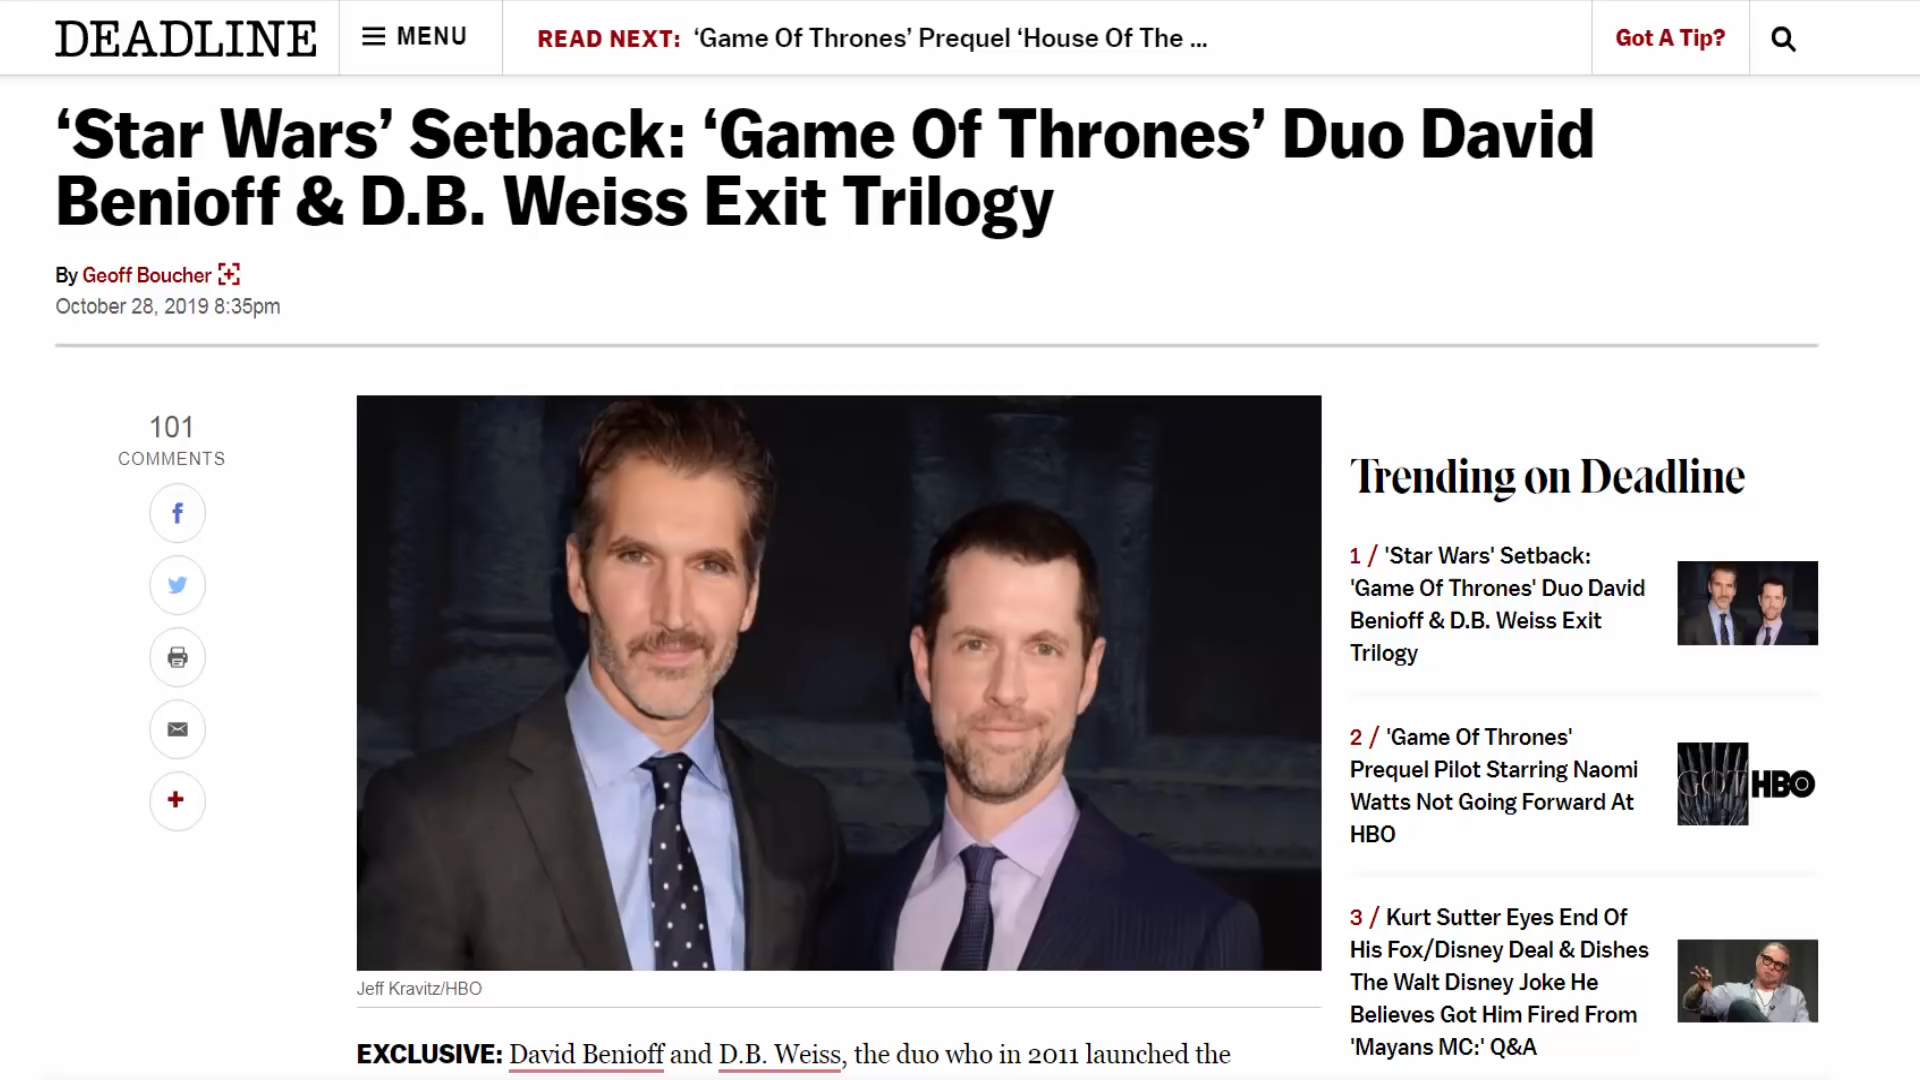 DEADLINE
MENU
READ NEXT: ‘Game Of Thrones’ Prequel ‘House Of The ...
Got A Tip?
‘Star Wars’ Setback: ‘Game Of Thrones’ Duo David
Benioff & D.B. Weiss Exit Trilogy
By Geoff Boucher
October 28, 2019 8:35pm
101
COMMENTS
Jeff Kravitz/HBO
EXCLUSIVE: David Benioff and D.B. Weiss, the duo who in 2011 launched the
Trending on Deadline
1 / 'Star Wars' Setback:
'Game Of Thrones' Duo David
Benioff & D.B. Weiss Exit
Trilogy
2 / 'Game Of Thrones'
Prequel Pilot Starring Naomi
Watts Not Going Forward At
HBO
GOT HBO
3 / Kurt Sutter Eyes End Of
His Fox/Disney Deal & Dishes
The Walt Disney Joke He
Believes Got Him Fired From
'Mayans MC:' Q&A